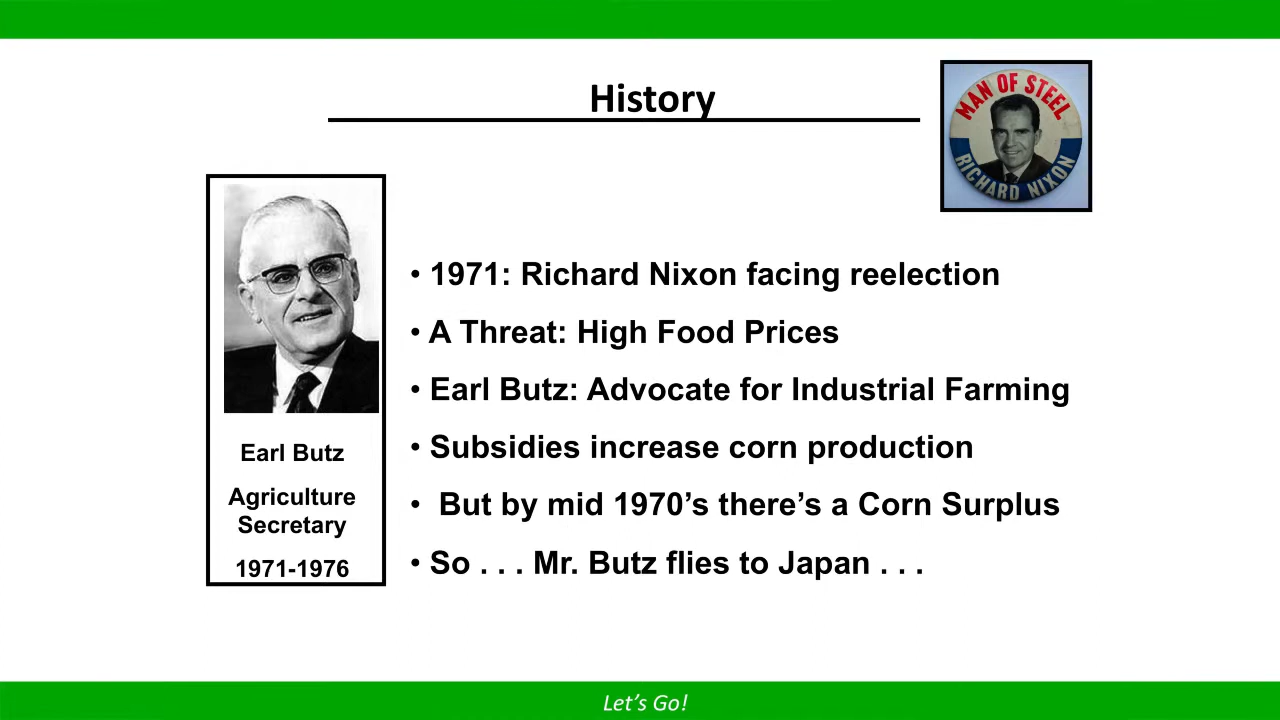 History
MAN OF STEEL
RICHARD NIXON
• 1971: Richard Nixon facing reelection
• A Threat: High Food Prices
• Earl Butz: Advocate for Industrial Farming
• Subsidies increase corn production
• But by mid 1970’s there’s a Corn Surplus
• So . . . Mr. Butz flies to Japan . . .
Earl Butz
Agriculture
Secretary
1971-1976
Let’s Go!